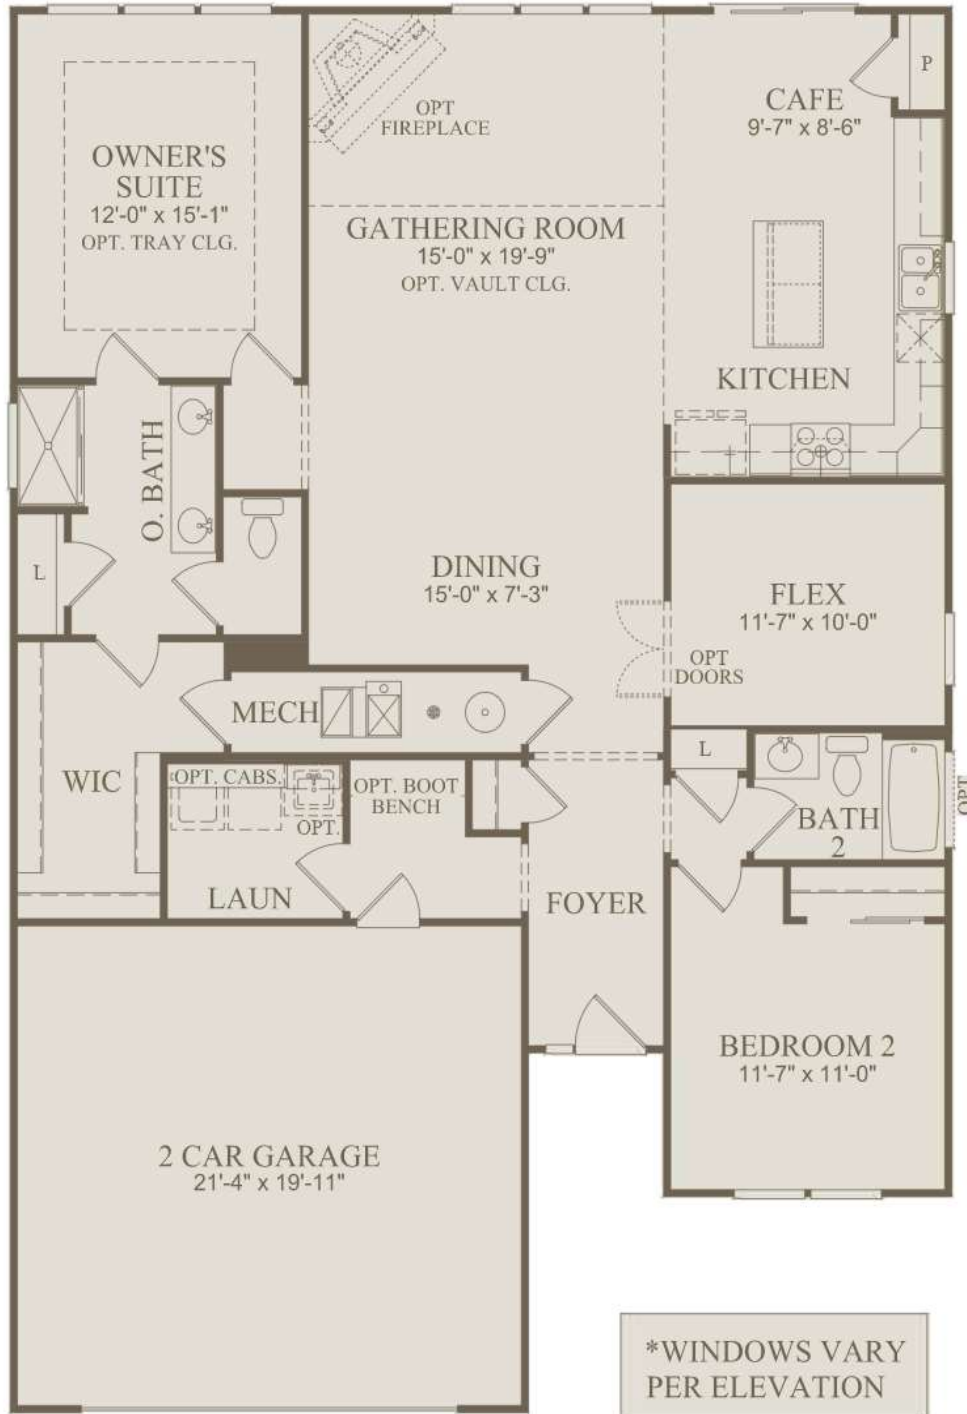 P
CAFE
9'-7" x 8'-6"
OPT
FIREPLACE
OWNER'S
SUITE
12'-0" x 15'-1"
OPT. TRAY CLG.
GATHERING ROOM
15'-0" x 19'-9"
OPT. VAULT CLG.
KITCHEN
O. BATH
L
DINING
15'-0" x 7'-3"
FLEX
11'-7" x 10'-0"
OPT
DOORS
MECH
L
WIC
OPT. CABS.
OPT.
OPT. BOOT
BENCH
BATH
2
OPT
LAUN
FOYER
BEDROOM 2
11'-7" x 11'-0"
2 CAR GARAGE
21'-4" x 19'-11"
*WINDOWS VARY
PER ELEVATION